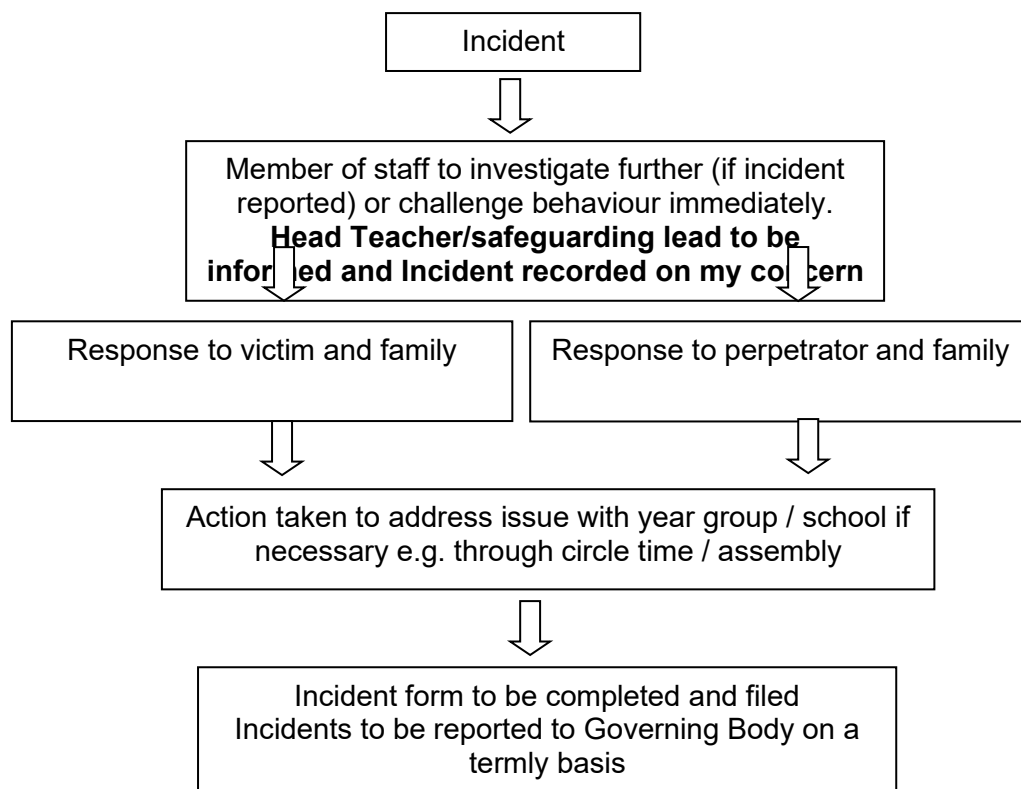 Incident
Member of staff to investigate further (if incident
reported) or challenge behaviour immediately.
Head Teacher/safeguarding lead to be
informed and Incident recorded on my concern
Response to victim and family
Response to perpetrator and family
Action taken to address issue with year group / school if
necessary e.g. through circle time / assembly
Incident form to be completed and filed
Incidents to be reported to Governing Body on a
termly basis